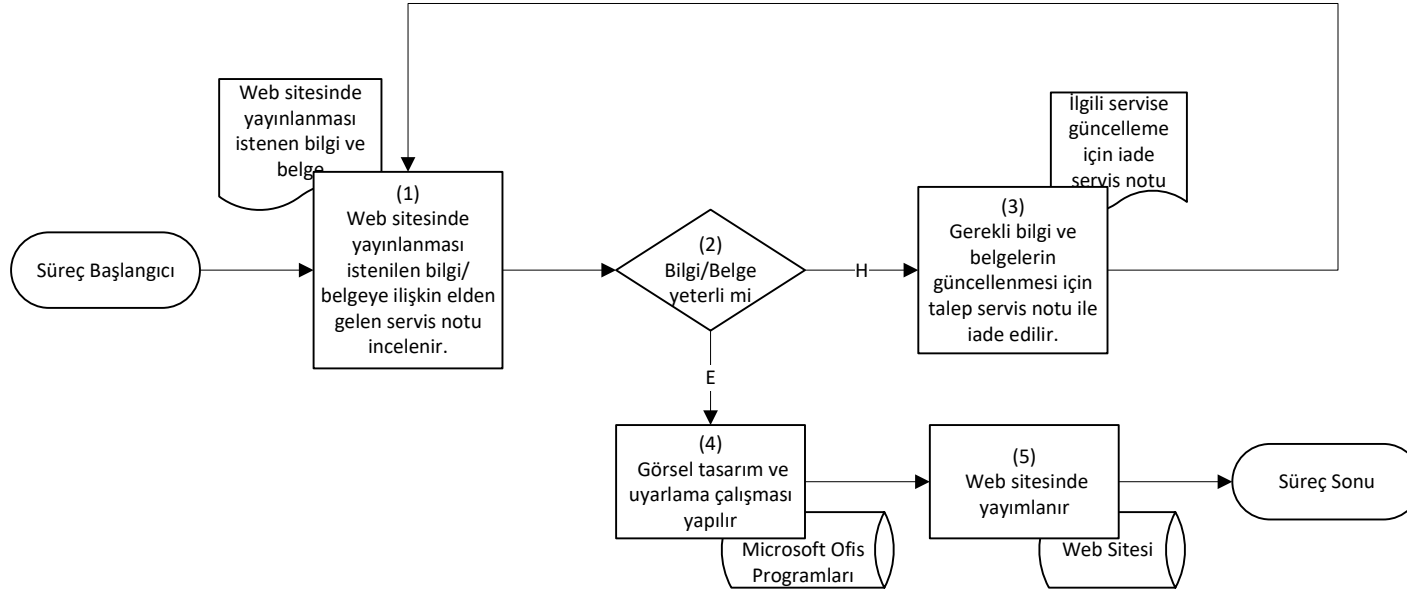 Web sitesinde
yayınlanması
istenen bilgi ve
belge
İlgili servise
güncelleme
için iade
servis notu
Süreç Başlangıcı
(1)
Web sitesinde
yayınlanması
istenilen bilgi/
belgeye ilişkin elden
gelen servis notu
incelenir.
(2)
Bilgi/Belge
yeterli mi
H
(3)
Gerekli bilgi ve
belgelerin
güncellenmesi için
talep servis notu ile
iade edilir.
E
(4)
Görsel tasarım ve
uyarlama çalışması
yapılır
Microsoft Ofis
Programları
(5)
Web sitesinde
yayımlanır
Web Sitesi
Süreç Sonu